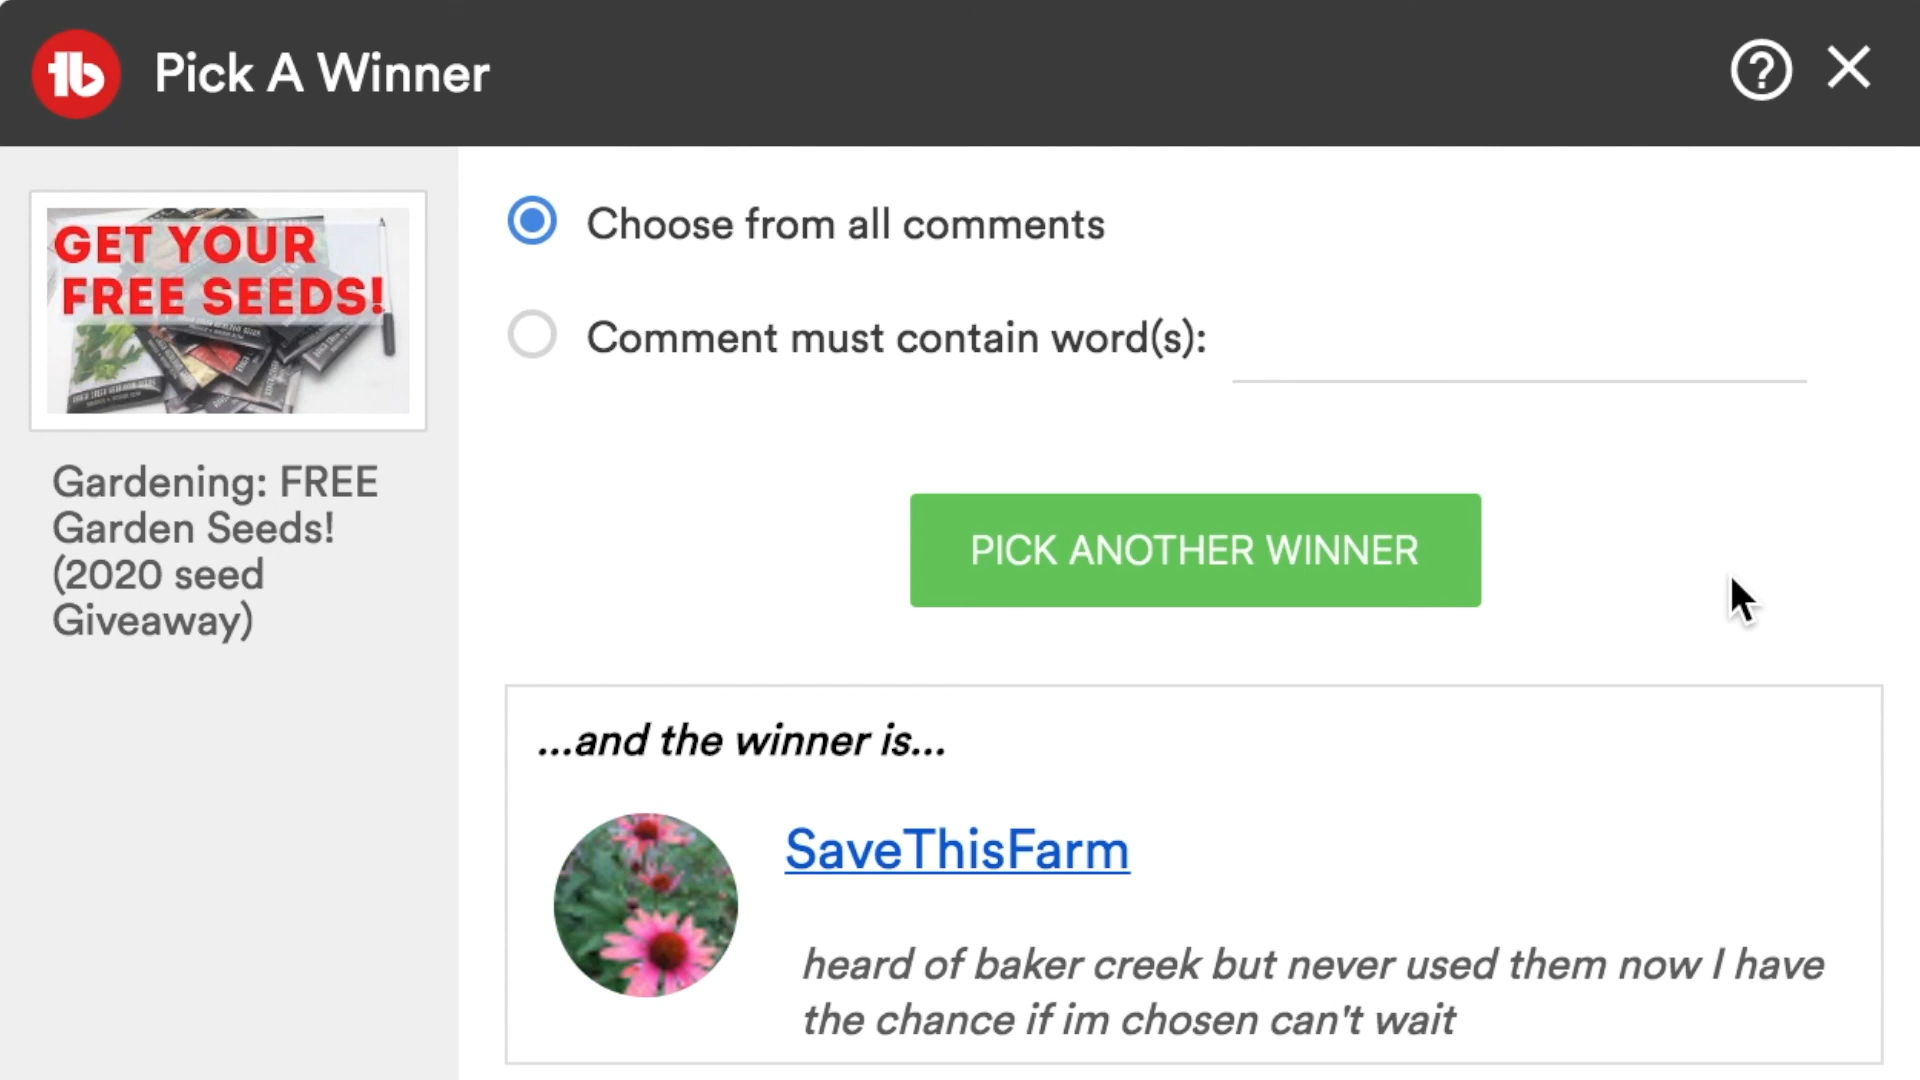 Pick A Winner
GET YOUR
FREE SEEDS!
Gardening: FREE
Garden Seeds!
(2020 seed
Giveaway)
Choose from all comments
Comment must contain word(s):
PICK ANOTHER WINNER
...and the winner is...
SaveThisFarm
heard of baker creek but never used them now I have
the chance if im chosen can't wait